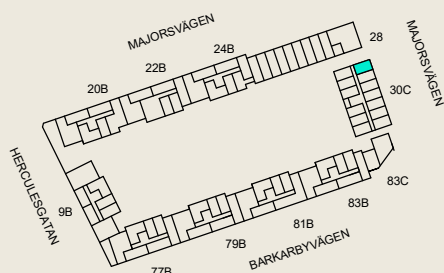 MAJORSVÄGEN
28
24B
22B
20B
MAJORSVÄGEN
30C
HERCULESGATAN
9B
83C
83B
81B
79B
77B
BARKARBYVÄGEN